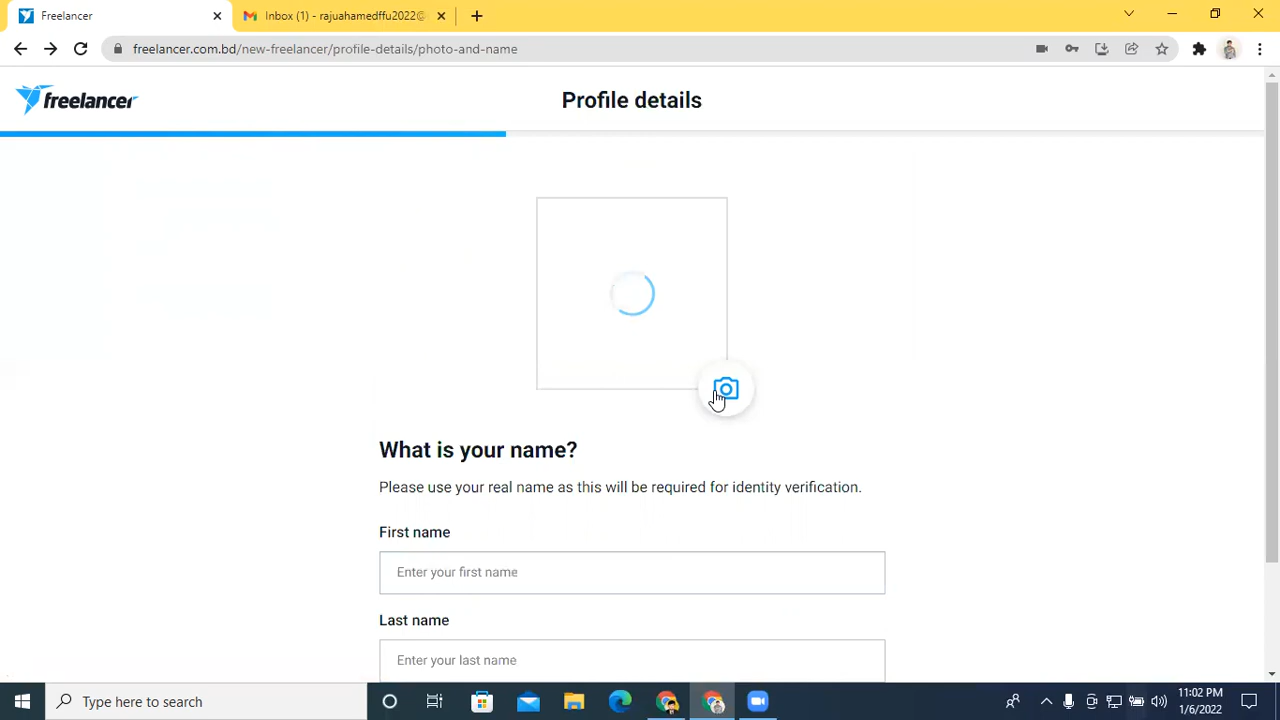 Freelancer
Inbox (1) - rajuahamedffu2022@
freelancer.com.bd/new-freelancer/profile-details/photo-and-name
freelancer
Profile details
What is your name?
Please use your real name as this will be required for identity verification.
First name
Enter your first name
Last name
Enter your last name
Type here to search
11:02 PM
1/6/2022